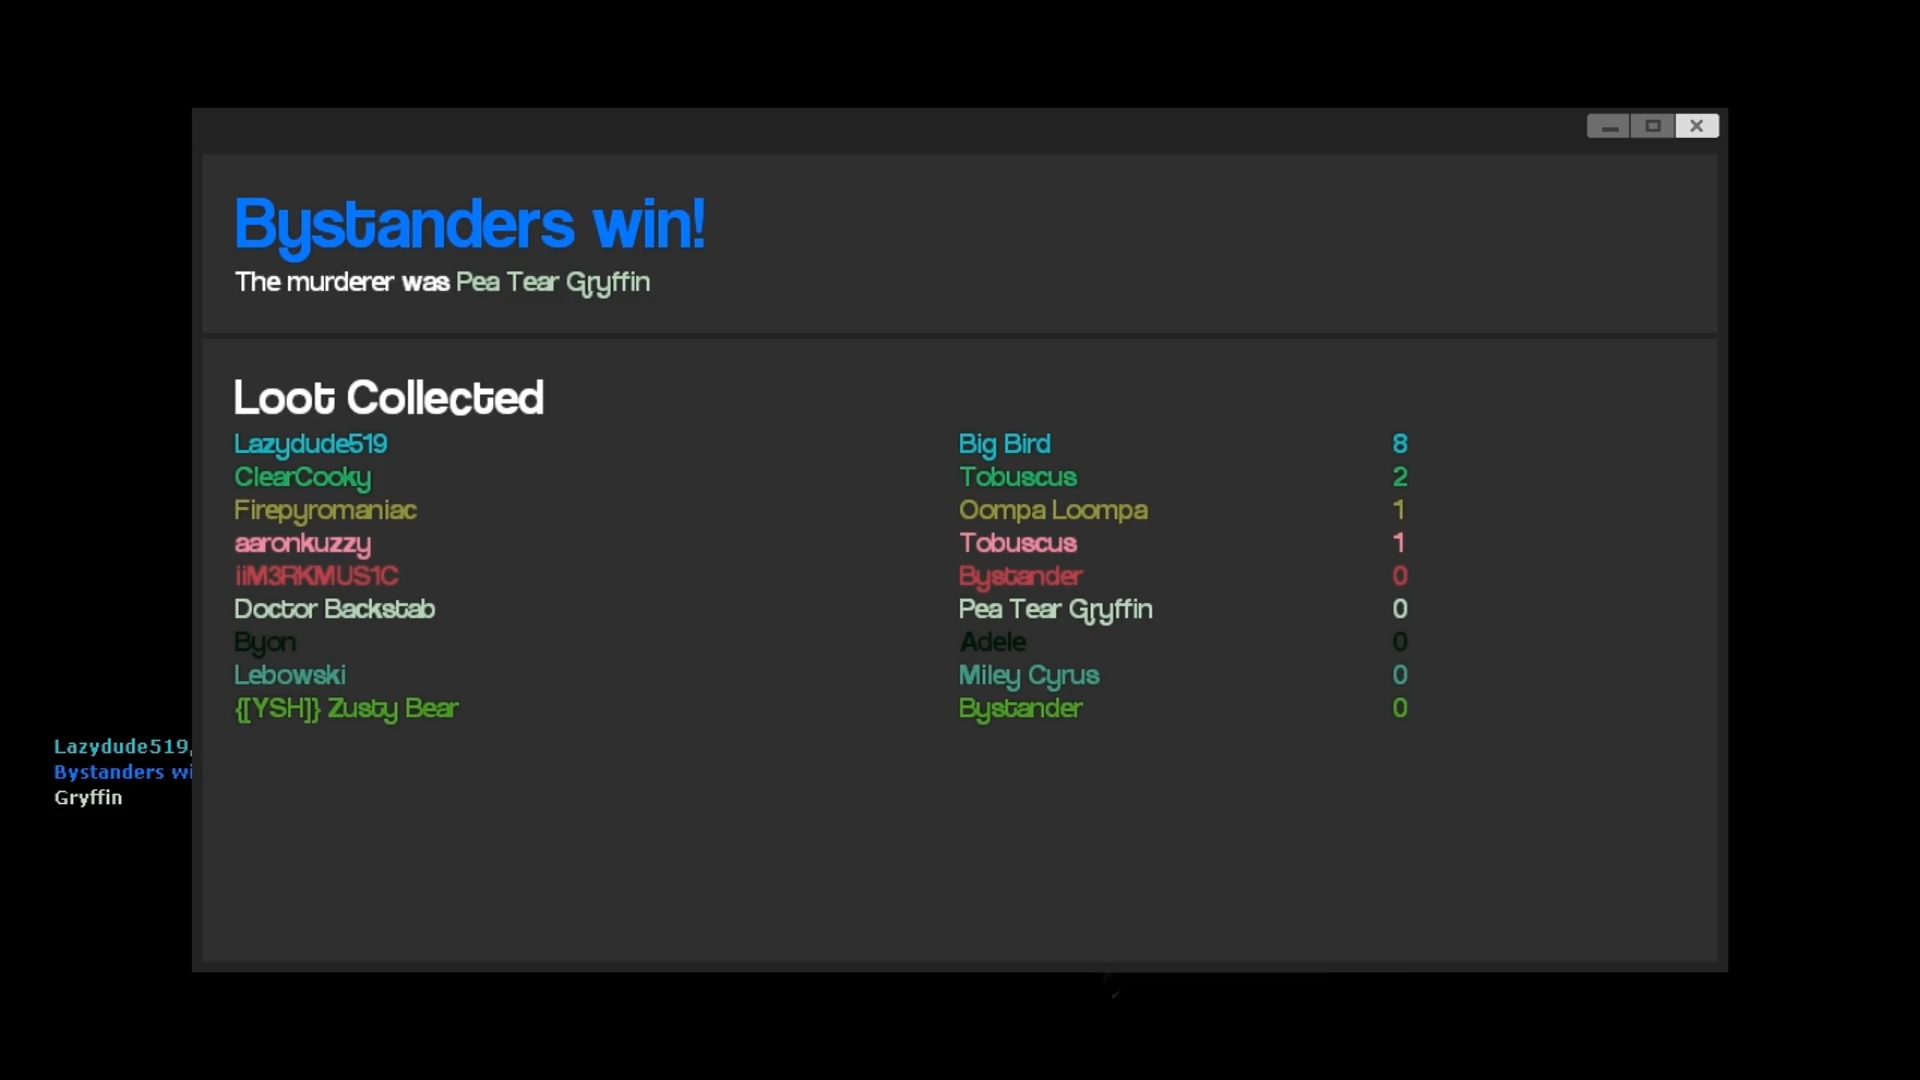 Bystanders win!
The murderer was Pea Tear Gryffin
Loot Collected
Lazydude519 Big Bird 8
ClearCooky Tobuscus 2
Firepyromaniac Oompa Loompa 1
aaronkuzzy Tobuscus 1
iiM3RKMUS1C Bystander 0
Doctor Backstab Pea Tear Gryffin 0
Byon Adele 0
Lebowski Miley Cyrus 0
{[YSH]} Zusty Bear Bystander 0
Lazydude519,
Bystanders wi
Gryffin